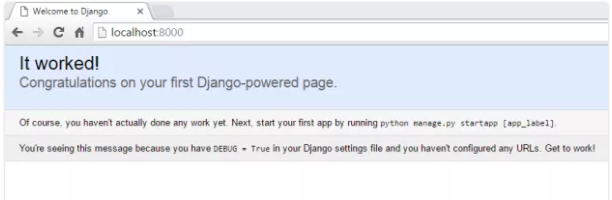 Welcome to Django
localhost:8000
It worked!
Congratulations on your first Django-powered page.
Of course, you haven't actually done any work yet. Next, start your first app by running python manage.py startapp [app_label].
You're seeing this message because you have DEBUG = True in your Django settings file and you haven't configured any URLs. Get to work!